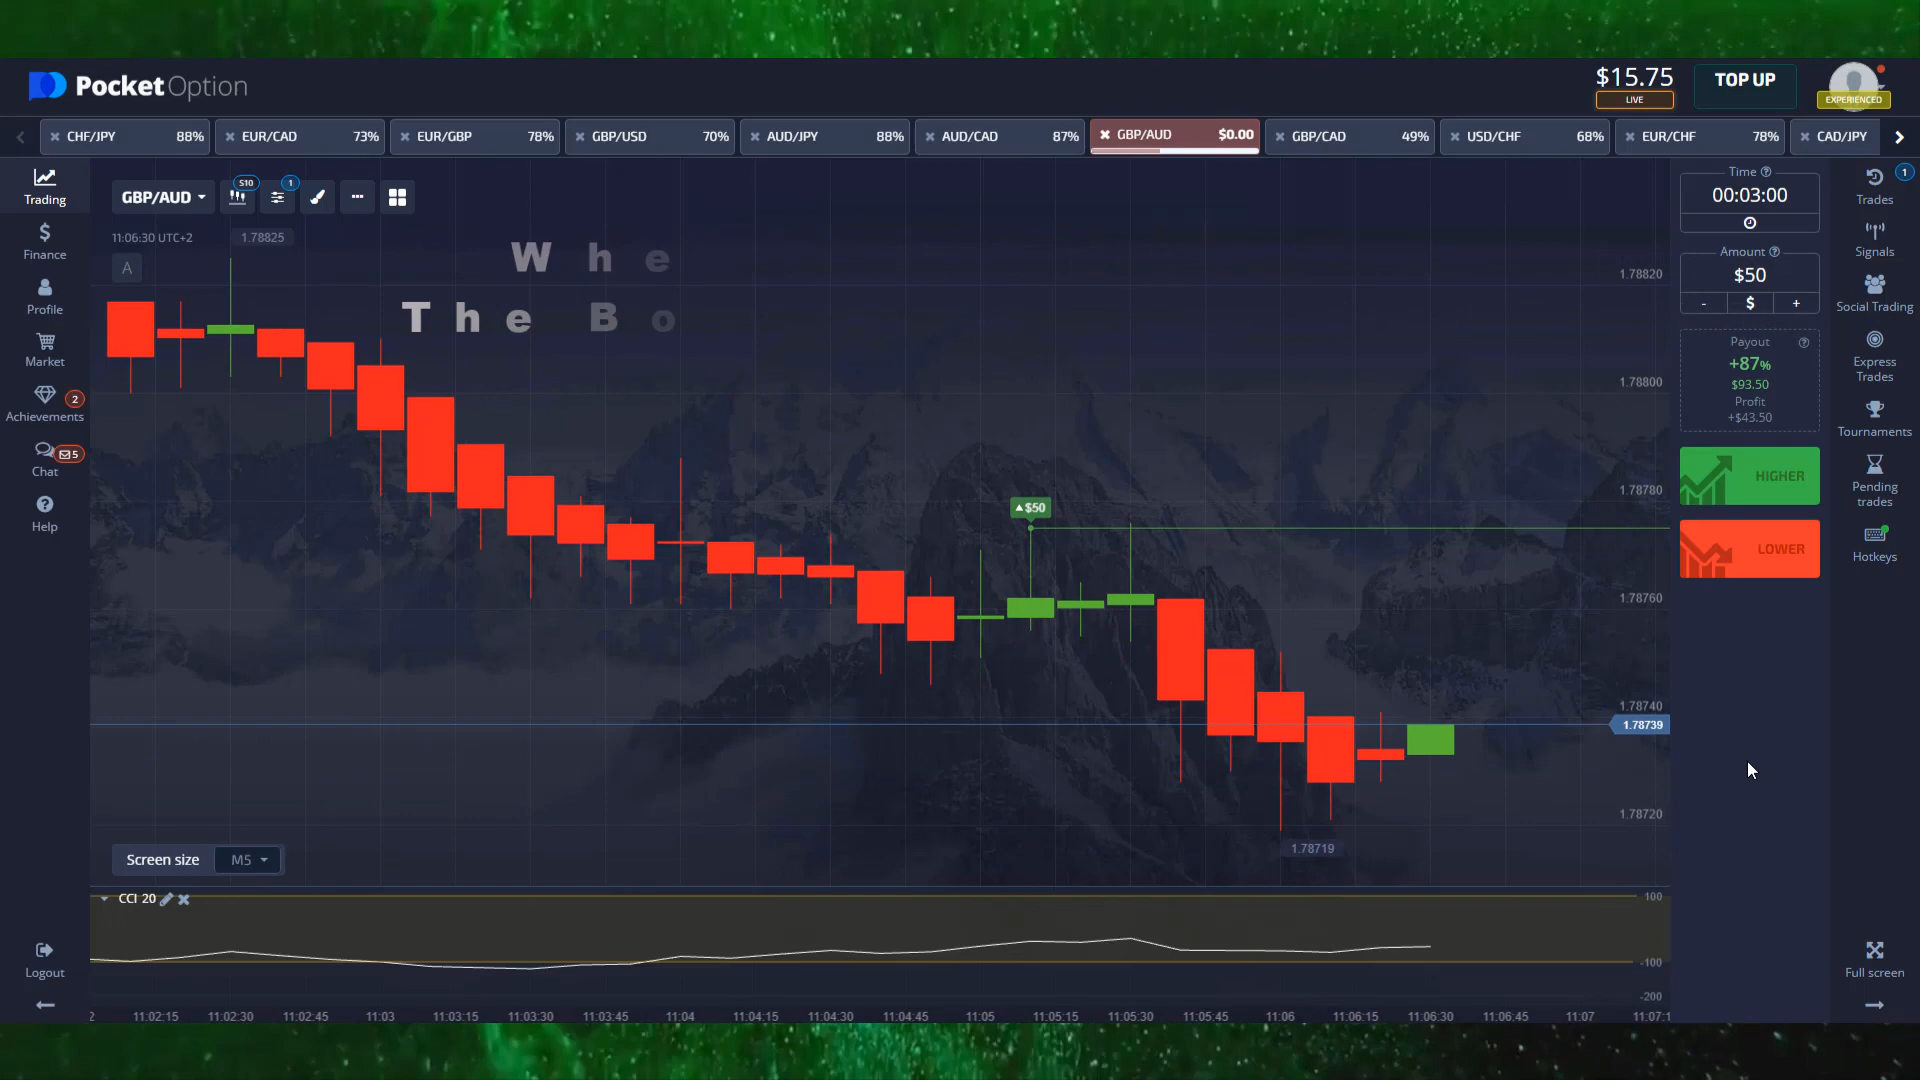 PocketOption
$15.75
LIVE
TOP UP
EXPERIENCED
CHF/JPY 88%
EUR/CAD 73%
EUR/GBP 78%
GBP/USD 70%
AUD/JPY 88%
AUD/CAD 87%
GBP/AUD $0.00
GBP/CAD 49%
USD/CHF 68%
EUR/CHF 78%
CAD/JPY
Trading
Finance
Profile
Market
Achievements
2
Chat
5
Help
Logout
GBP/AUD
S10
1
11:06:30 UTC+2
1.78825
A
W h e
T h e B o
$50
1.78820
1.78800
1.78780
1.78760
1.78740
1.78739
1.78720
1.78719
Screen size M5
CCI 20
100
-100
-200
11:02:15 11:02:30 11:02:45 11:03 11:03:15 11:03:30 11:03:45 11:04 11:04:15 11:04:30 11:04:45 11:05 11:05:15 11:05:30 11:05:45 11:06 11:06:15 11:06:30 11:06:45 11:07 11:07:1
Time
00:03:00
Amount
$50
- $ +
Payout
+87%
$93.50
Profit
+$43.50
HIGHER
LOWER
1
Trades
Signals
Social Trading
Express
Trades
Tournaments
Pending
trades
Hotkeys
Full screen